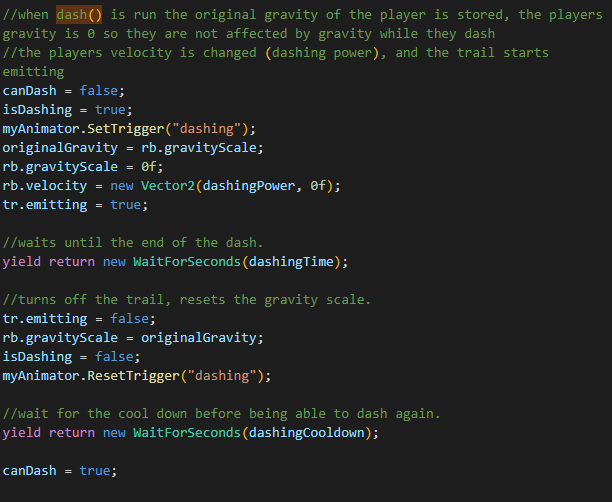 //when dash() is run the original gravity of the player is stored, the players
gravity is 0 so they are not affected by gravity while they dash
//the players velocity is changed (dashing power), and the trail starts
emitting
canDash = false;
isDashing = true;
myAnimator.SetTrigger("dashing");
originalGravity = rb.gravityScale;
rb.gravityScale = 0f;
rb.velocity = new Vector2(dashingPower, 0f);
tr.emitting = true;

//waits until the end of the dash.
yield return new WaitForSeconds(dashingTime);

//turns off the trail, resets the gravity scale.
tr.emitting = false;
rb.gravityScale = originalGravity;
isDashing = false;
myAnimator.ResetTrigger("dashing");

//wait for the cool down before being able to dash again.
yield return new WaitForSeconds(dashingCooldown);

canDash = true;